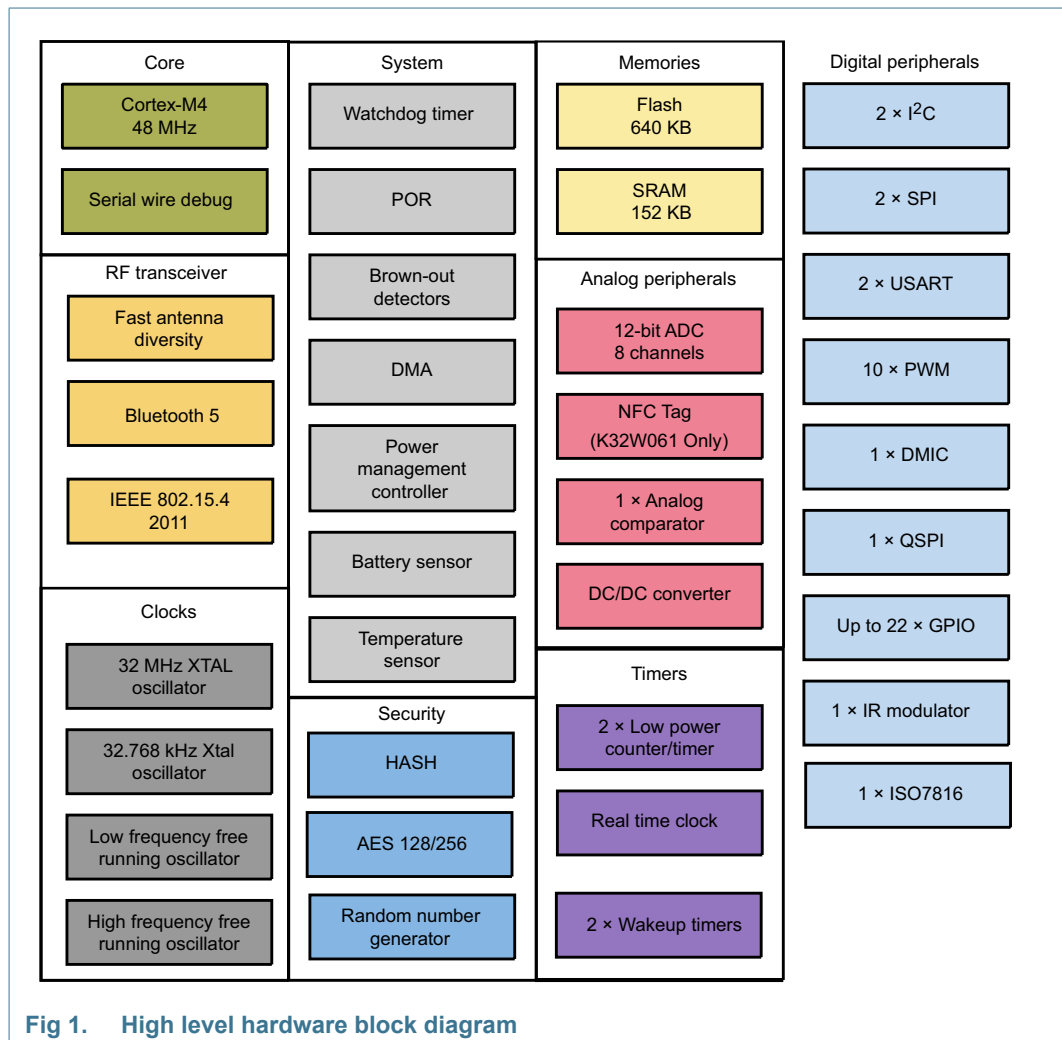 Core
Cortex-M4
48 MHz
Serial wire debug
RF transceiver
Fast antenna
diversity
Bluetooth 5
IEEE 802.15.4
2011
Clocks
32 MHz XTAL
oscillator
32.768 kHz Xtal
oscillator
Low frequency free
running oscillator
High frequency free
running oscillator
System
Watchdog timer
POR
Brown-out
detectors
DMA
Power
management
controller
Battery sensor
Temperature
sensor
Security
HASH
AES 128/256
Random number
generator
Memories
Flash
640 KB
SRAM
152 KB
Analog peripherals
12-bit ADC
8 channels
NFC Tag
(K32W061 Only)
1 × Analog
comparator
DC/DC converter
Timers
2 × Low power
counter/timer
Real time clock
2 × Wakeup timers
Digital peripherals
2 × I²C
2 × SPI
2 × USART
10 × PWM
1 × DMIC
1 × QSPI
Up to 22 × GPIO
1 × IR modulator
1 × ISO7816
Fig 1. High level hardware block diagram